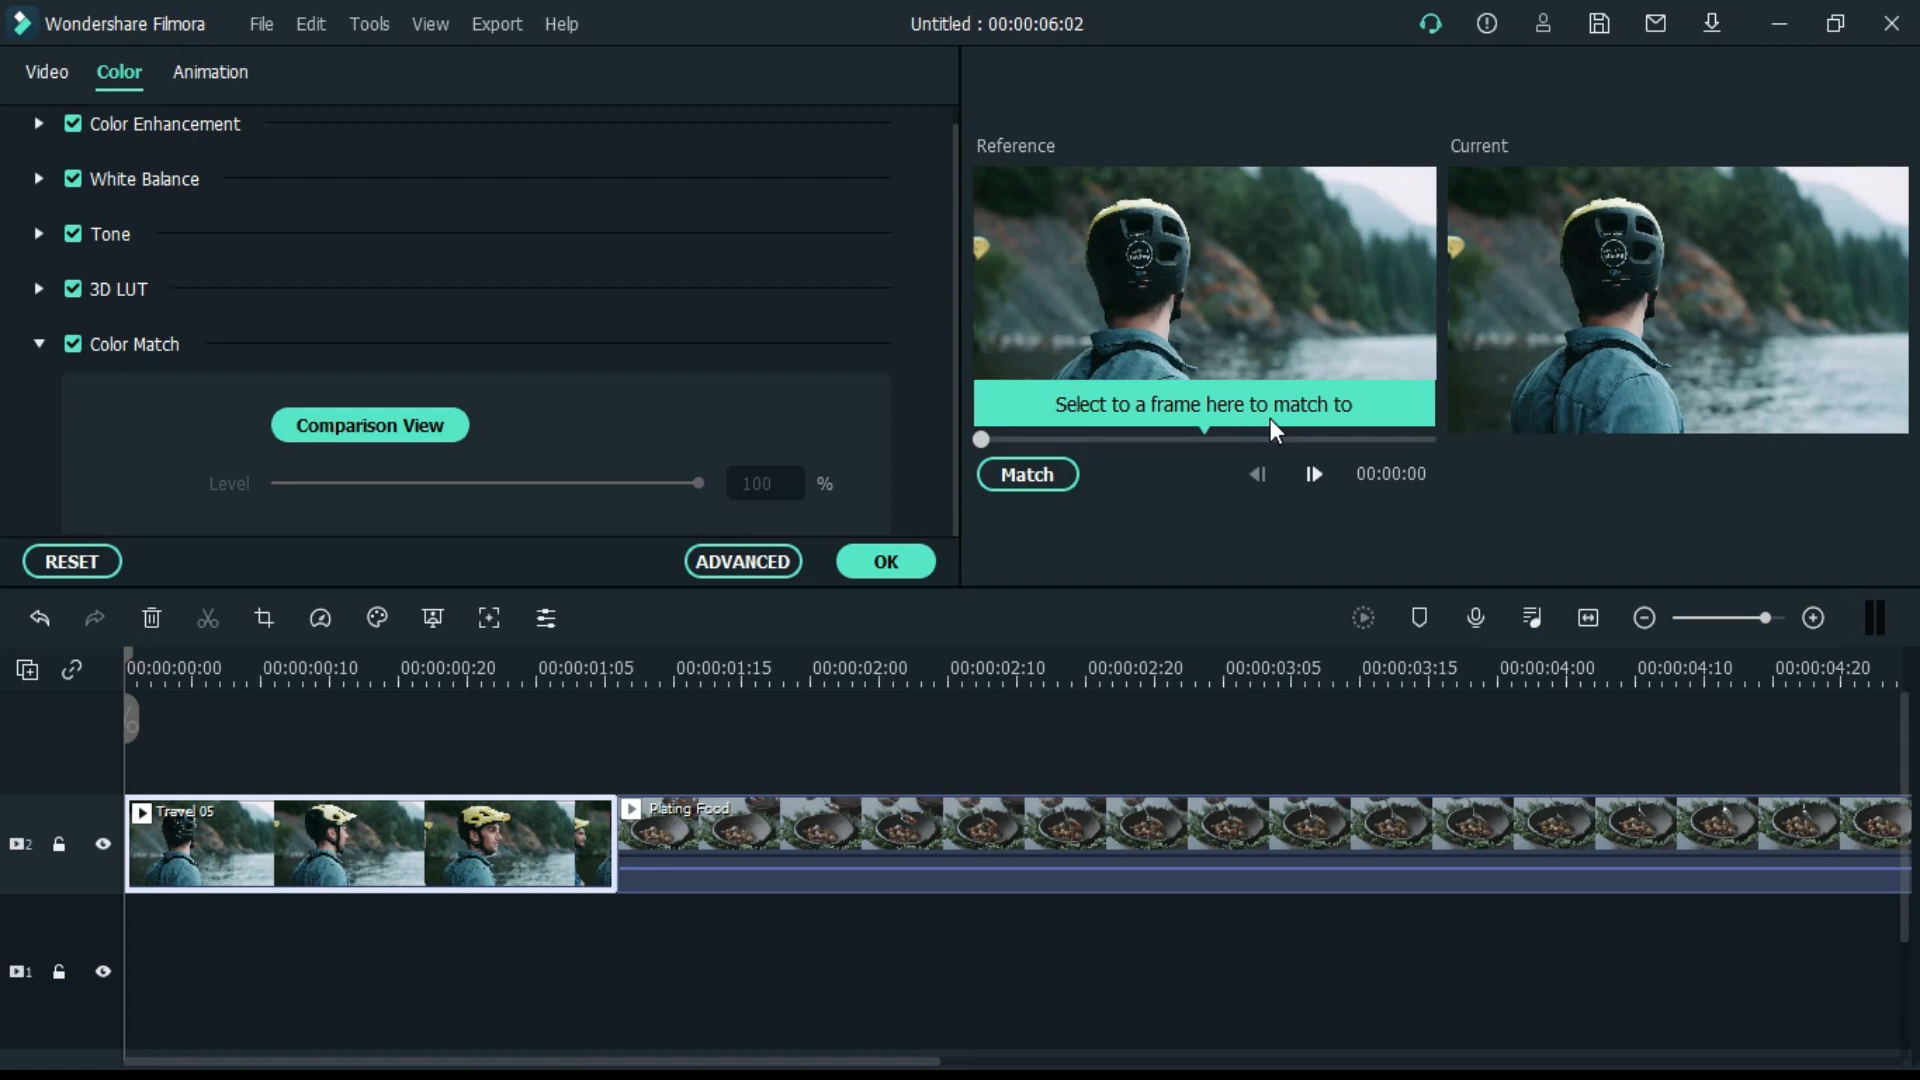 Wondershare Filmora File Edit Tools View Export Help Untitled : 00:00:06:02
Video Color Animation
Color Enhancement
White Balance
Tone
3D LUT
Color Match
Comparison View
Level 100 %
RESET ADVANCED OK
Reference Current
Select to a frame here to match to
Match 00:00:00
00:00:00:00 00:00:00:10 00:00:00:20 00:00:01:05 00:00:01:15 00:00:02:00 00:00:02:10 00:00:02:20 00:00:03:05 00:00:03:15 00:00:04:00 00:00:04:10 00:00:04:20
Travel 05 Plating Food
2
1